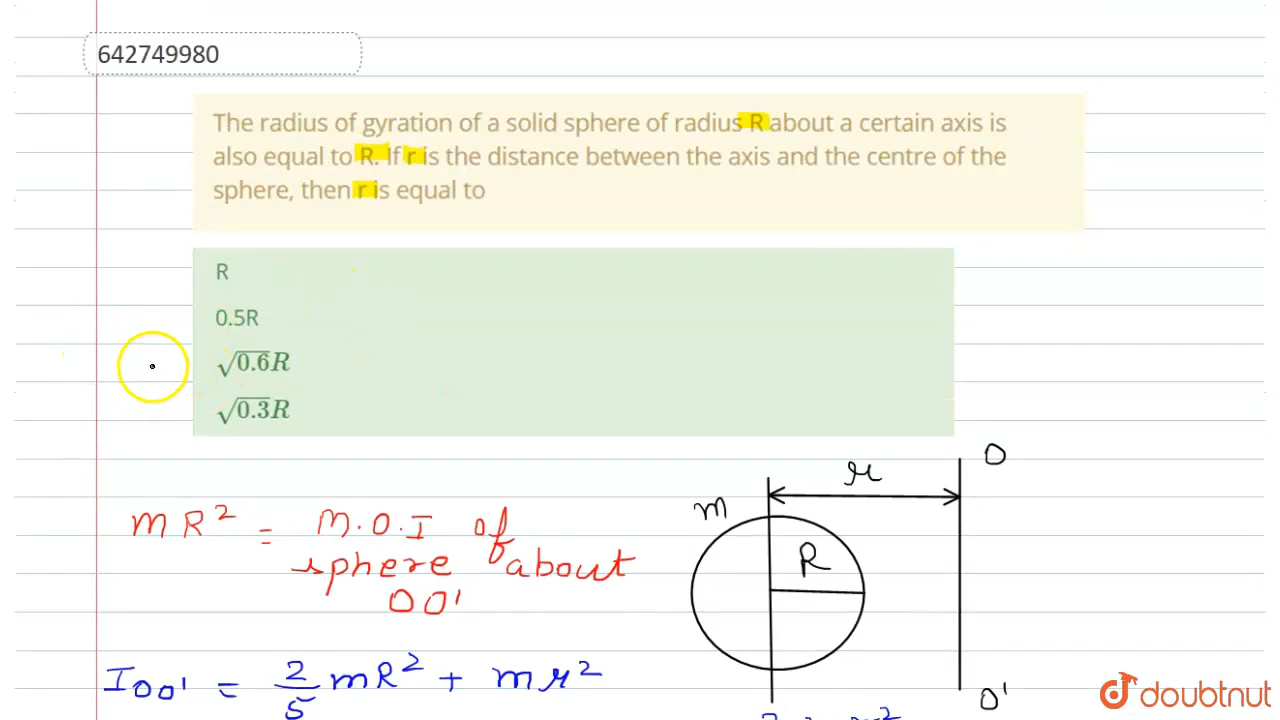 642749980
The radius of gyration of a solid sphere of radius R about a certain axis is
also equal to R. If r is the distance between the axis and the centre of the
sphere, then r is equal to
R
0.5R
√0.6R
√0.3R
O
r
m
mR² = M.O.I of
sphere about
OO'
R
I_OO' = 2/5 mR² + mr²
O'
doubtnut